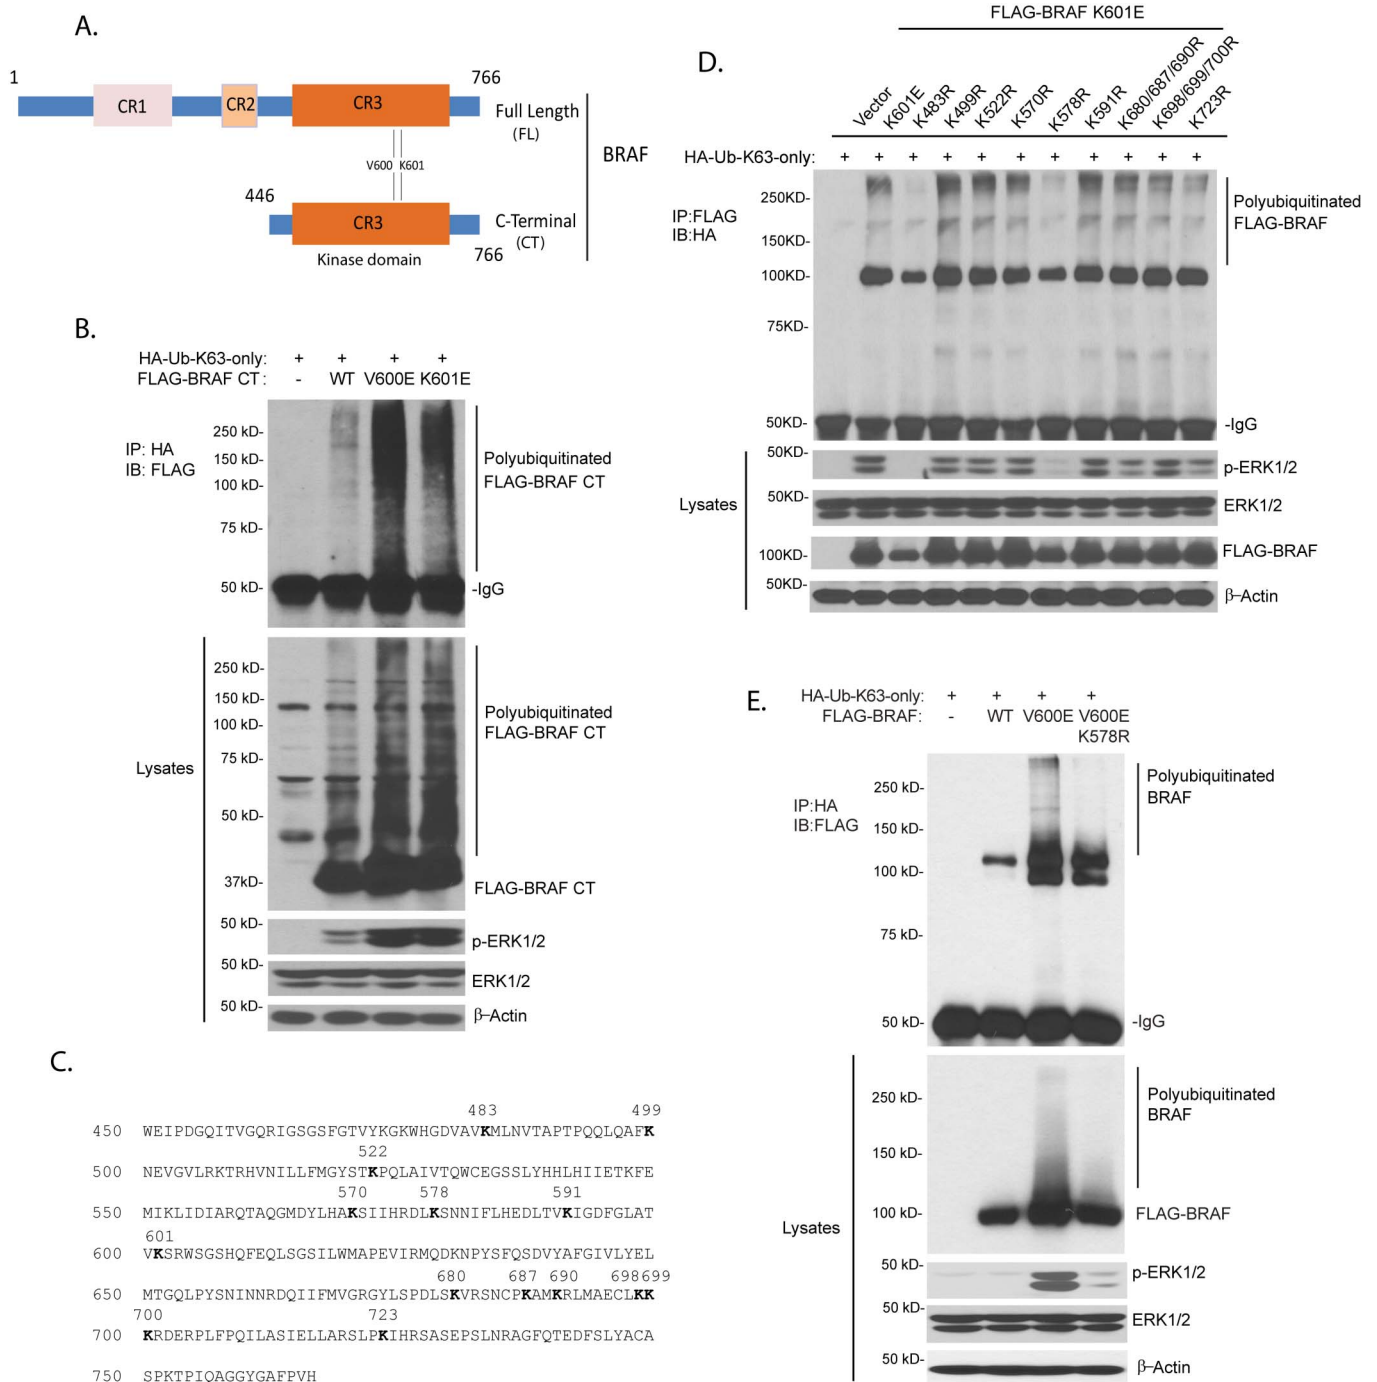 A.
1
766
CR1
CR2
CR3
Full Length
(FL)
V600
K601
BRAF
446
CR3
C-Terminal
(CT)
766
Kinase domain
B.
HA-Ub-K63-only: + + + +
FLAG-BRAF CT : - WT V600E K601E
IP: HA
IB: FLAG
250 kD-
150 kD-
100 kD-
75 kD-
50 kD-
Polyubiquitinated
FLAG-BRAF CT
-IgG
Lysates
250 kD-
150 kD-
100 kD-
75 kD-
50 kD-
37kD-
Polyubiquitinated
FLAG-BRAF CT
FLAG-BRAF CT
50 kD-
p-ERK1/2
50 kD-
ERK1/2
50 kD-
β-Actin
C.
483 499
450 WEIPDGQITVGQRIGSGSFGTVYKGKWHGDVAVKMLNVTAPTPQQLQAFK
522
500 NEVGVLRKTRHVNILLFMGYSTKPQLAIVTQWCEGSSLYHHLHIIETKFE
570 578 591
550 MIKLIDIARQTAQGMDYLHAKSIIHRDLKSNNIFLHEDLTVKIGDFGLAT
601
600 VKSRWSGSHQFEQLSGSILWMAPEVIRMQDKNPYSFQSDVYAFGIVLYEL
680 687 690 698699
650 MTGQLPYSNINNRDQIIFMVGRGYLSPDLSKVRSNCPKAMKRLMAECLKK
700 723
700 KRDERPLFPQILASIELLARSLPKIHRSASEPSLNRAGFQTEDFSLYACA
750 SPKTPIQAGGYGAFPVH
D.
FLAG-BRAF K601E
Vector
K601E
K483R
K499R
K522R
K570R
K578R
K591R
K680/687/690R
K698/699/700R
K723R
HA-Ub-K63-only: + + + + + + + + + + +
IP:FLAG
IB:HA
250KD-
150KD-
100KD-
75KD-
50KD-
Polyubiquitinated
FLAG-BRAF
-IgG
Lysates
50KD-
p-ERK1/2
50KD-
ERK1/2
100KD-
FLAG-BRAF
50KD-
β-Actin
E.
HA-Ub-K63-only: + + + +
FLAG-BRAF: - WT V600E V600E
K578R
IP:HA
IB:FLAG
250 kD-
150 kD-
100 kD-
75 kD-
50 kD-
Polyubiquitinated
BRAF
-IgG
Lysates
250 kD-
150 kD-
100 kD-
Polyubiquitinated
BRAF
FLAG-BRAF
50 kD-
p-ERK1/2
50 kD-
ERK1/2
50 kD-
β-Actin